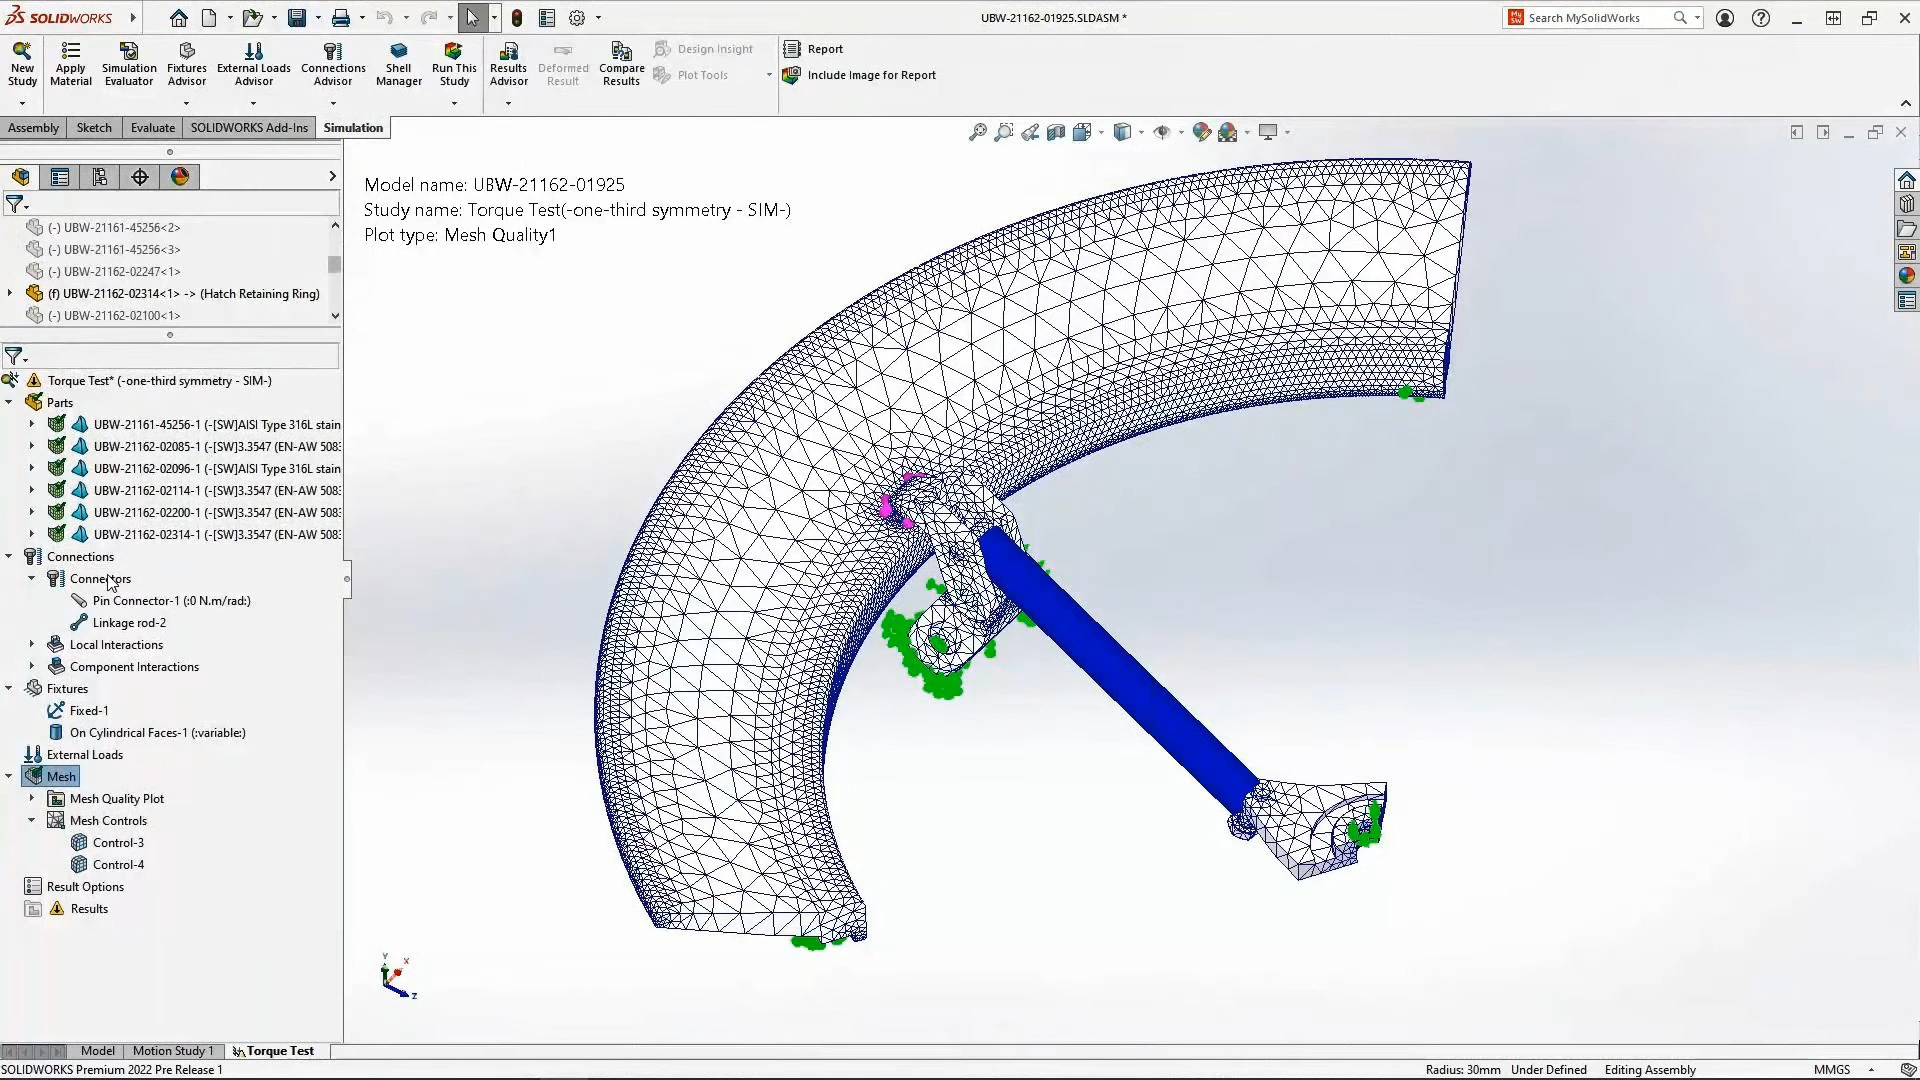 SOLIDWORKS
UBW-21162-01925.SLDASM *
Search MySolidWorks
New Study
Apply Material
Simulation Evaluator
Fixtures Advisor
External Loads Advisor
Connections Advisor
Shell Manager
Run This Study
Results Advisor
Deformed Result
Compare Results
Design Insight
Plot Tools
Report
Include Image for Report
Assembly
Sketch
Evaluate
SOLIDWORKS Add-Ins
Simulation
Model name: UBW-21162-01925
Study name: Torque Test(-one-third symmetry - SIM-)
Plot type: Mesh Quality1
(-) UBW-21161-45256<2>
(-) UBW-21161-45256<3>
(-) UBW-21162-02247<1>
(f) UBW-21162-02314<1> -> (Hatch Retaining Ring)
(-) UBW-21162-02100<1>
Torque Test* (-one-third symmetry - SIM-)
Parts
UBW-21161-45256-1 (-[SW]AISI Type 316L stain
UBW-21162-02085-1 (-[SW]3.3547 (EN-AW 508
UBW-21162-02096-1 (-[SW]AISI Type 316L stain
UBW-21162-02114-1 (-[SW]3.3547 (EN-AW 508
UBW-21162-02200-1 (-[SW]3.3547 (EN-AW 508
UBW-21162-02314-1 (-[SW]3.3547 (EN-AW 508
Connections
Connectors
Pin Connector-1 (:0 N.m/rad:)
Linkage rod-2
Local Interactions
Component Interactions
Fixtures
Fixed-1
On Cylindrical Faces-1 (:variable:)
External Loads
Mesh
Mesh Quality Plot
Mesh Controls
Control-3
Control-4
Result Options
Results
Y
X
Z
Model
Motion Study 1
Torque Test
SOLIDWORKS Premium 2022 Pre Release 1
Radius: 30mm
Under Defined
Editing Assembly
MMGS